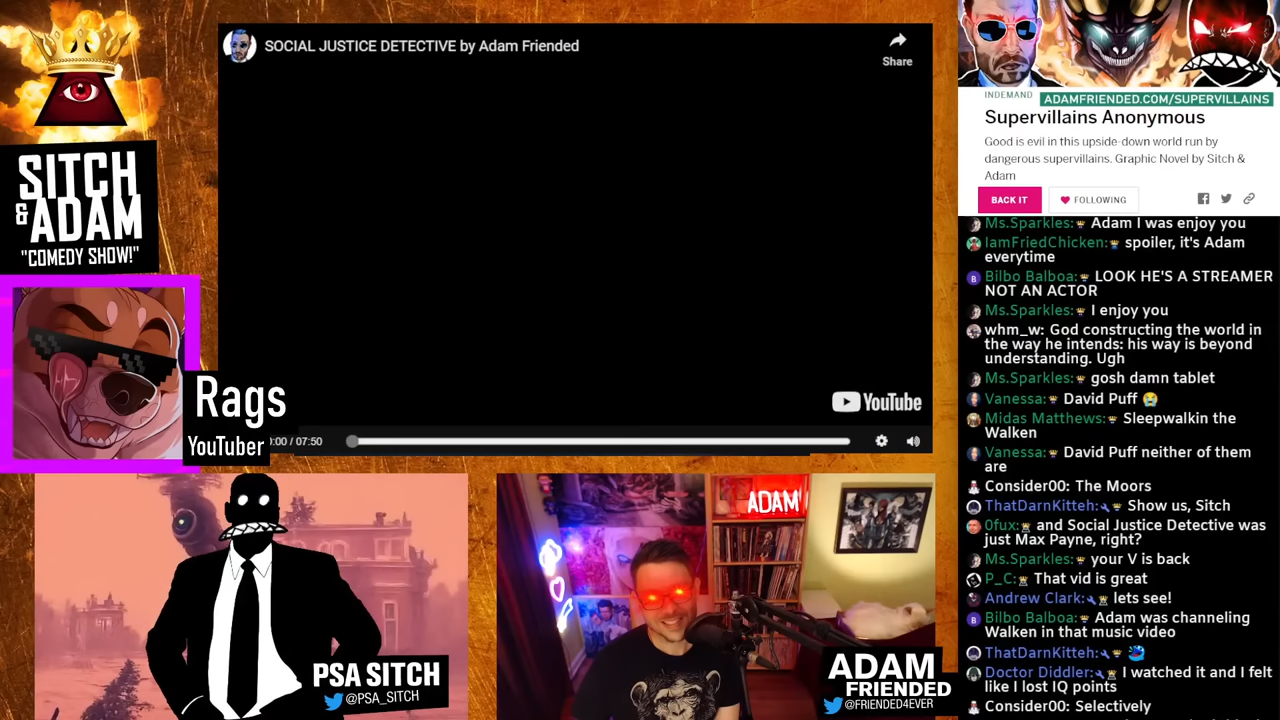 SOCIAL JUSTICE DETECTIVE by Adam Friended
Share
SITCH
& ADAM
"COMEDY SHOW!"
Rags
YouTuber
0:00 / 07:50
YouTube
PSA SITCH
@PSA_SITCH
ADAM
ADAM
FRIENDED
@FRIENDED4EVER
INDEMAND
ADAMFRIENDED.COM/SUPERVILLAINS
Supervillains Anonymous
Good is evil in this upside-down world run by
dangerous supervillains. Graphic Novel by Sitch &
Adam
BACK IT
FOLLOWING
Ms.Sparkles: Adam I was enjoy you
IamFriedChicken: spoiler, it's Adam
everytime
B Bilbo Balboa: LOOK HE'S A STREAMER
NOT AN ACTOR
Ms.Sparkles: I enjoy you
whm_w: God constructing the world in
the way he intends: his way is beyond
understanding. Ugh
Ms.Sparkles: gosh damn tablet
Vanessa: David Puff 😭
Midas Matthews: Sleepwalkin the
Walken
Vanessa: David Puff neither of them
are
Consider00: The Moors
ThatDarnKitteh: Show us, Sitch
0fux: and Social Justice Detective was
just Max Payne, right?
Ms.Sparkles: your V is back
P_C: That vid is great
Andrew Clark: lets see!
B Bilbo Balboa: Adam was channeling
Walken in that music video
ThatDarnKitteh:
Doctor Diddler: I watched it and I felt
like I lost IQ points
Consider00: Selectively